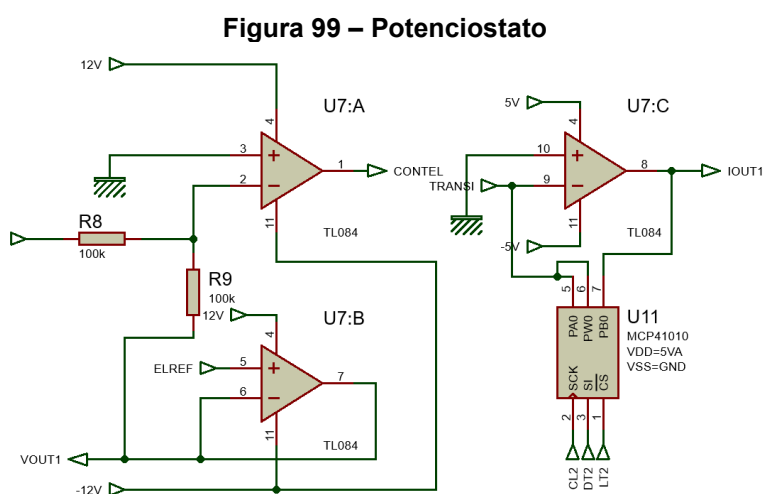 Figura 99 – Potenciostato
12V
U7:A
4
3
2
1
CONTEL
11
TL084
R8
100k
R9
100k
12V
U7:B
4
ELREF
5
6
7
11
TL084
VOUT1
-12V
5V
U7:C
4
10
TRANSI
9
8
IOUT1
11
-5V
TL084
5
6
7
PA0
PW0
PB0
U11
MCP41010
VDD=5VA
VSS=GND
SCK
SI
CS
2
3
1
CL2
DT2
LT2